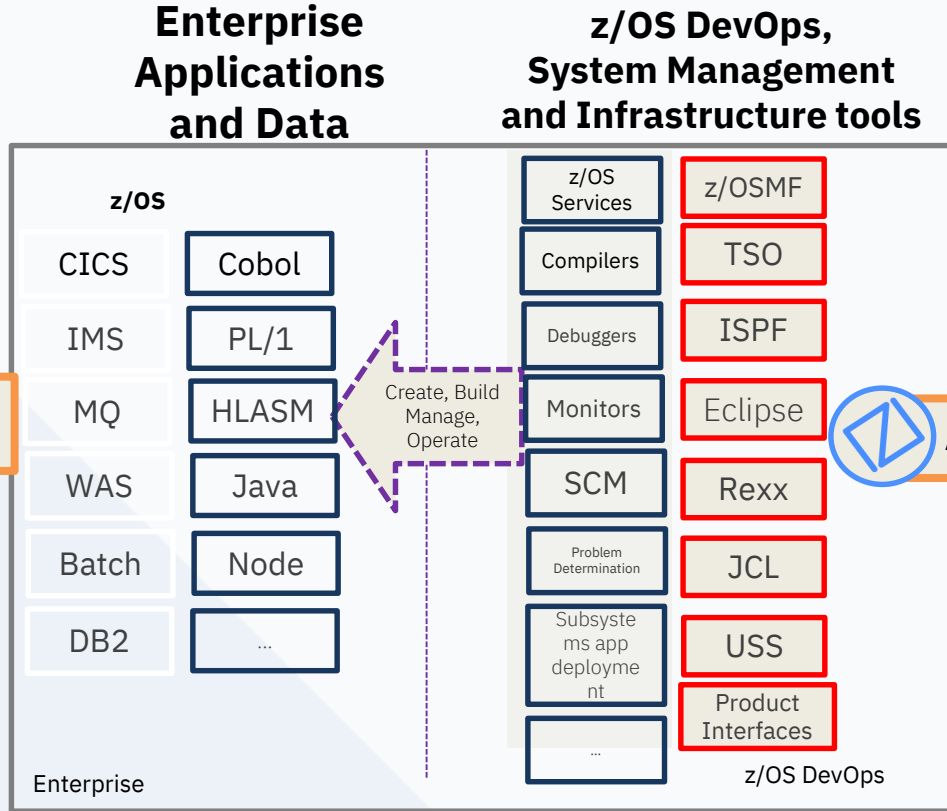 Enterprise
Applications
and Data
z/OS DevOps,
System Management
and Infrastructure tools
z/OS
CICS
Cobol
IMS
PL/1
MQ
HLASM
WAS
Java
Batch
Node
DB2
...
Enterprise
Create, Build
Manage,
Operate
z/OS
Services
Compilers
Debuggers
Monitors
SCM
Problem
Determination
Subsyste
ms app
deployme
nt
...
z/OSMF
TSO
ISPF
Eclipse
Rexx
JCL
USS
Product
Interfaces
z/OS DevOps